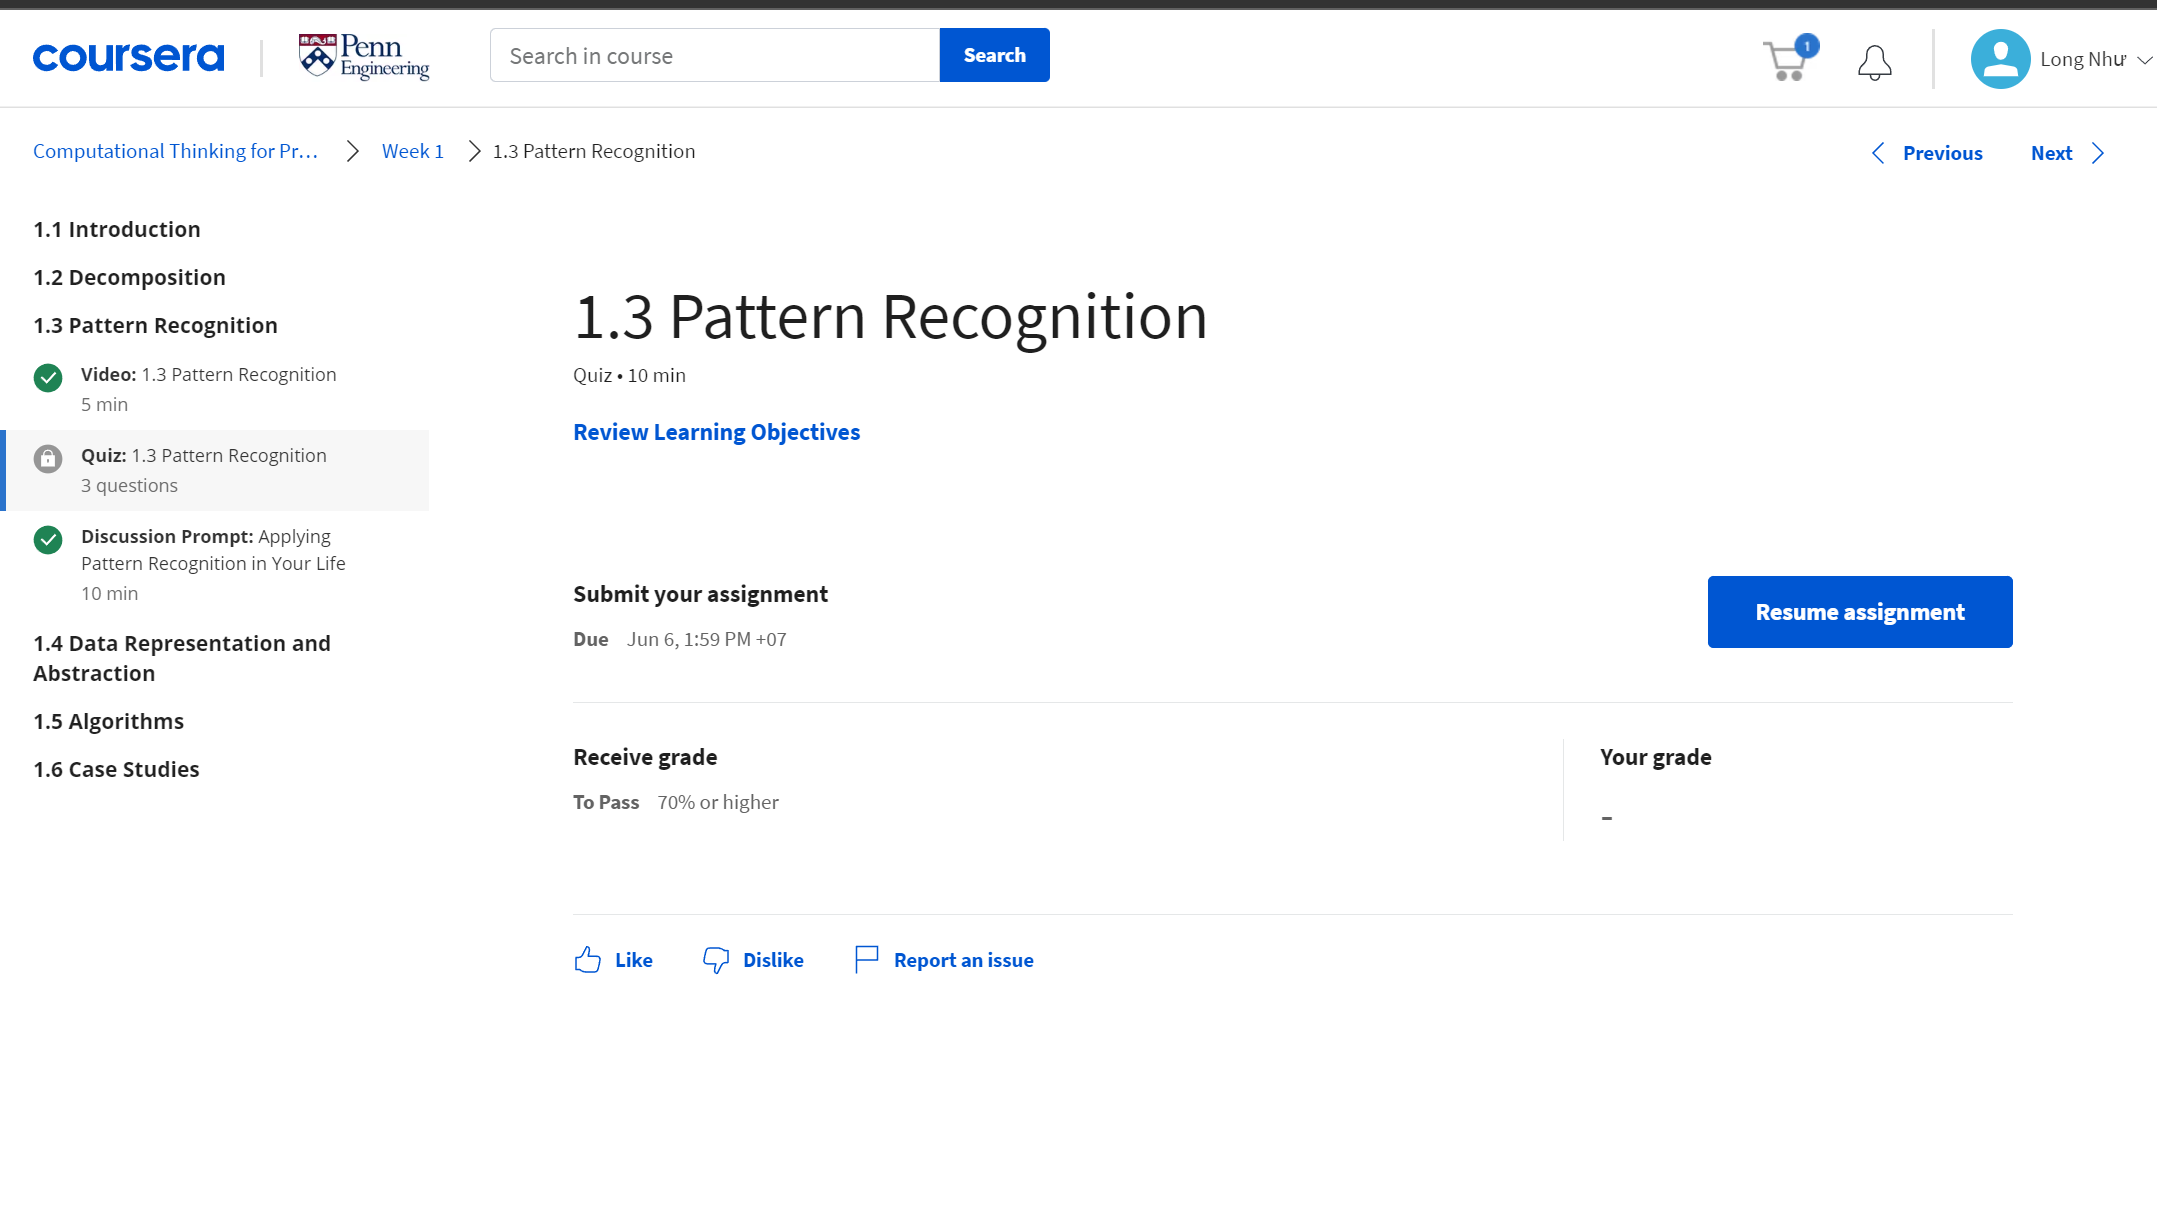 coursera
Penn
Engineering
Search in course
Search
1
Long Như
Computational Thinking for Pr...
Week 1
1.3 Pattern Recognition
Previous
Next
1.1 Introduction
1.2 Decomposition
1.3 Pattern Recognition
Video: 1.3 Pattern Recognition
5 min
Quiz: 1.3 Pattern Recognition
3 questions
Discussion Prompt: Applying
Pattern Recognition in Your Life
10 min
1.4 Data Representation and
Abstraction
1.5 Algorithms
1.6 Case Studies
1.3 Pattern Recognition
Quiz • 10 min
Review Learning Objectives
Submit your assignment
Due Jun 6, 1:59 PM +07
Resume assignment
Receive grade
To Pass 70% or higher
Your grade
-
Like
Dislike
Report an issue